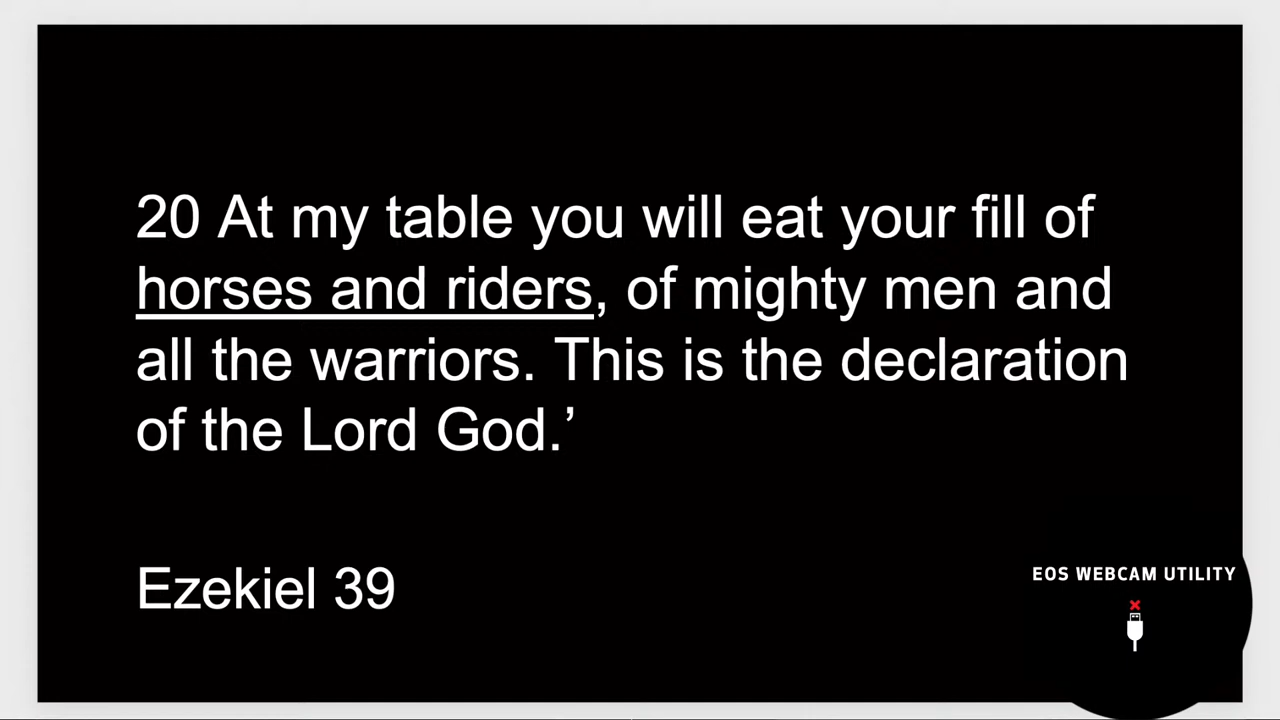 20 At my table you will eat your fill of
horses and riders, of mighty men and
all the warriors. This is the declaration
of the Lord God.’
Ezekiel 39
EOS WEBCAM UTILITY